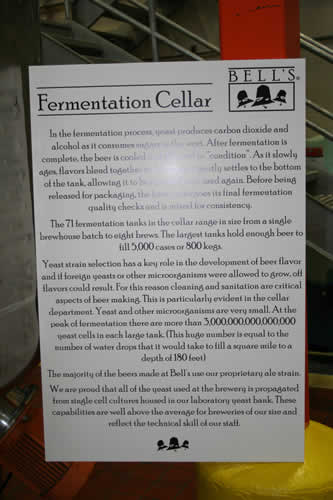 BELL'S
Fermentation Cellar
In the fermentation process, yeast produces carbon dioxide and
alcohol as it consumes sugars in the wort. After fermentation is
complete, the beer is cooled "condition". As it slowly
ages, flavors blend together settles to the bottom
of the tank, allowing it to used again. Before being
released for packaging, the goes its final fermentation
quality checks and is mixed for consistency.
The 71 fermentation tanks in the cellar range in size from a single
brewhouse batch to eight brews. The largest tanks hold enough beer to
fill 5,000 cases or 800 kegs.
Yeast strain selection has a key role in the development of beer flavor
and if foreign yeasts or other microorganisms were allowed to grow, off
flavors could result. For this reason cleaning and sanitation are critical
aspects of beer making. This is particularly evident in the cellar
department. Yeast and other microorganisms are very small. At the
peak of fermentation there are more than 3,000,000,000,000,000
yeast cells in each large tank. (This huge number is equal to the
number of water drops that it would take to fill a square mile to a
depth of 180 feet)
The majority of the beers made at Bell's use our proprietary ale strain.
We are proud that all of the yeast used at the brewery is propagated
from single cell cultures housed in our laboratory yeast bank. These
capabilities are well above the average for breweries of our size and
reflect the technical skill of our staff.